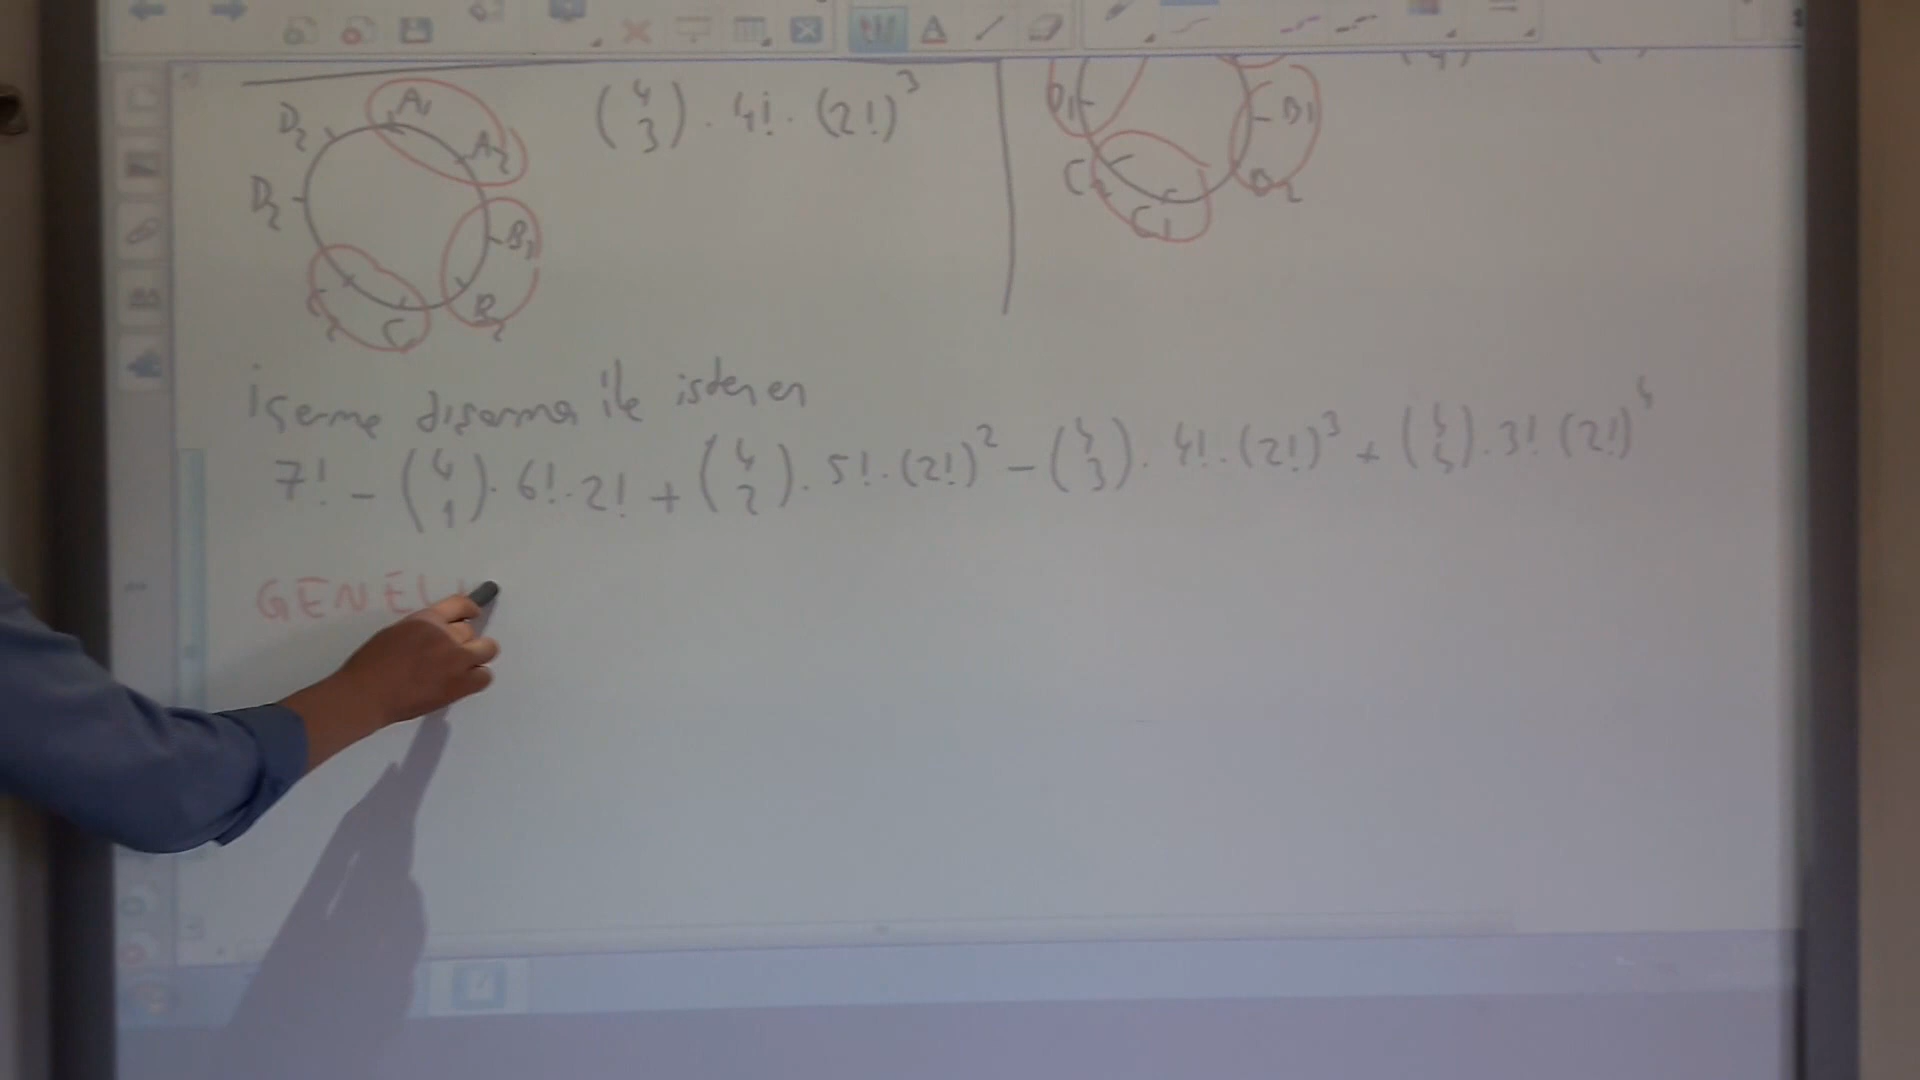 D₂ A₁ A₂ B₁ B₂ C₁ C₂ D₂
(4 3) . 4! . (2!)³
D₁ C₂ C₁ B₁ B₂
İçerme dışarma ile istenen
7! - (4 1) . 6! . 2! + (4 2) . 5! . (2!)² - (4 3) . 4! . (2!)³ + (4 4) . 3! (2!)⁴
GENEL